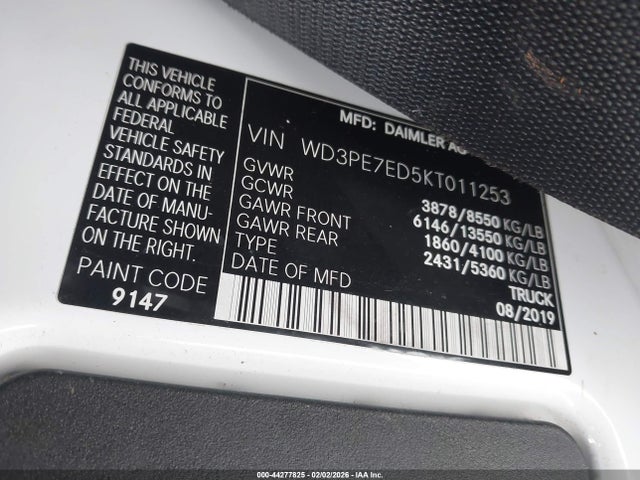 THIS VEHICLE
CONFORMS TO
ALL APPLICABLE
FEDERAL
VEHICLE SAFETY
STANDARDS IN
EFFECT ON THE
DATE OF MANU-
FACTURE SHOWN
ON THE RIGHT.
PAINT CODE
9147
MFD: DAIMLER AG
VIN WD3PE7ED5KT011253
GVWR 3878/8550 KG/LB
GCWR 6146/13550 KG/LB
GAWR FRONT 1860/4100 KG/LB
GAWR REAR 2431/5360 KG/LB
TYPE TRUCK
DATE OF MFD 08/2019
000-44277825 - 02/02/2026 - IAA Inc.